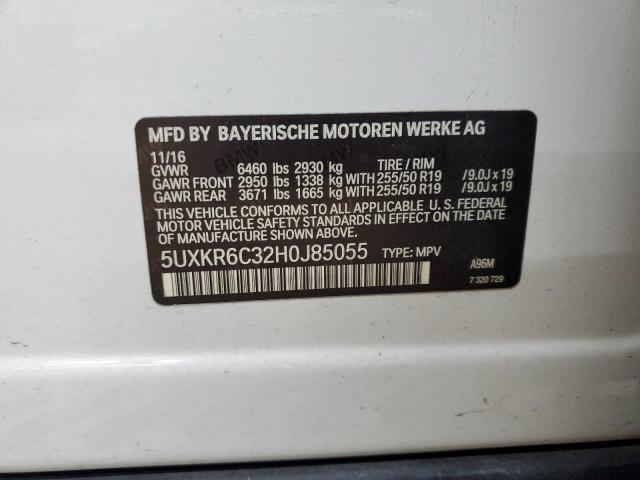 MFD BY BAYERISCHE MOTOREN WERKE AG
11/16
GVWR 6460 lbs 2930 kg TIRE / RIM
GAWR FRONT 2950 lbs 1338 kg WITH 255/50 R19 /9.0J x 19
GAWR REAR 3671 lbs 1665 kg WITH 255/50 R19 /9.0J x 19
THIS VEHICLE CONFORMS TO ALL APPLICABLE U. S. FEDERAL
MOTOR VEHICLE SAFETY STANDARDS IN EFFECT ON THE
DATE OF MANUFACTURE SHOWN ABOVE.
5UXKR6C32H0J85055 TYPE: MPV A96M
7 320 729